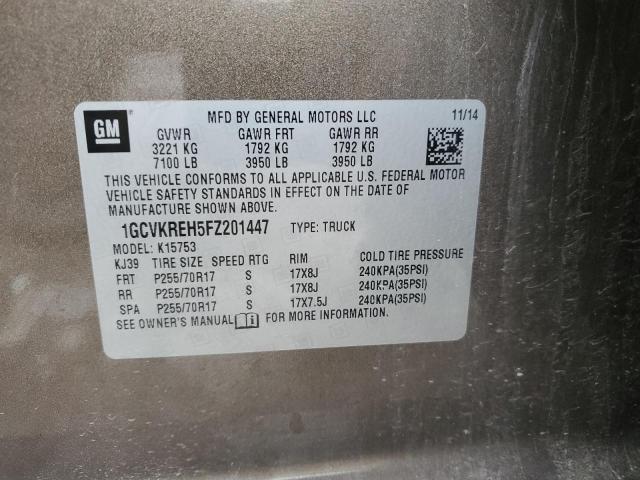 GM
MFD BY GENERAL MOTORS LLC 11/14
GVWR GAWR FRT GAWR RR
3221 KG 1792 KG 1792 KG
7100 LB 3950 LB 3950 LB
THIS VEHICLE CONFORMS TO ALL APPLICABLE U.S. FEDERAL MOTOR
VEHICLE SAFETY STANDARDS IN EFFECT ON THE DATE OF
MANUFACTURE SHOWN ABOVE.
1GCVKREH5FZ201447 TYPE: TRUCK
MODEL: K15753
KJ39 TIRE SIZE SPEED RTG RIM COLD TIRE PRESSURE
FRT P255/70R17 S 17X8J 240KPA(35PSI)
RR P255/70R17 S 17X8J 240KPA(35PSI)
SPA P255/70R17 S 17X7.5J 240KPA(35PSI)
SEE OWNER'S MANUAL FOR MORE INFORMATION.